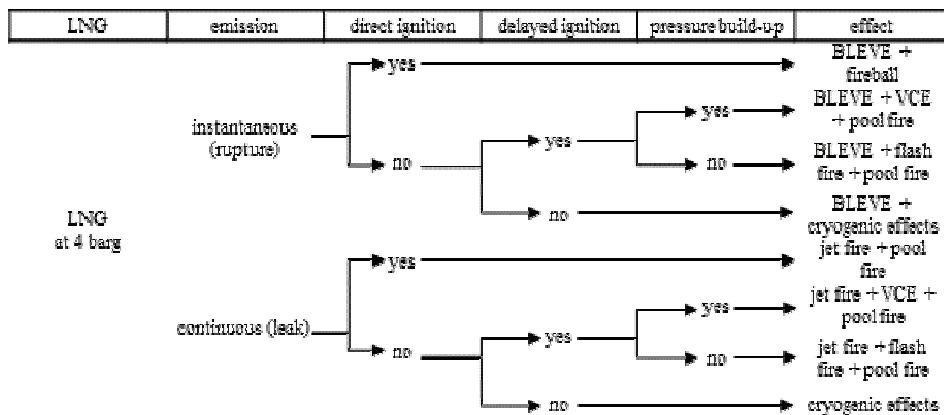 LNG emission direct ignition delayed ignition pressure build-up effect
yes
BLEVE +
fireball
instantaneous
(rupture)
yes
yes
BLEVE + VCE
+ pool fire
no
no
BLEVE + flash
fire + pool fire
no
BLEVE +
cryogenic effects
LNG
at 4 barg
yes
jet fire + pool
fire
continuous (leak)
yes
yes
jet fire + VCE +
pool fire
no
no
jet fire + flash
fire + pool fire
no
cryogenic effects